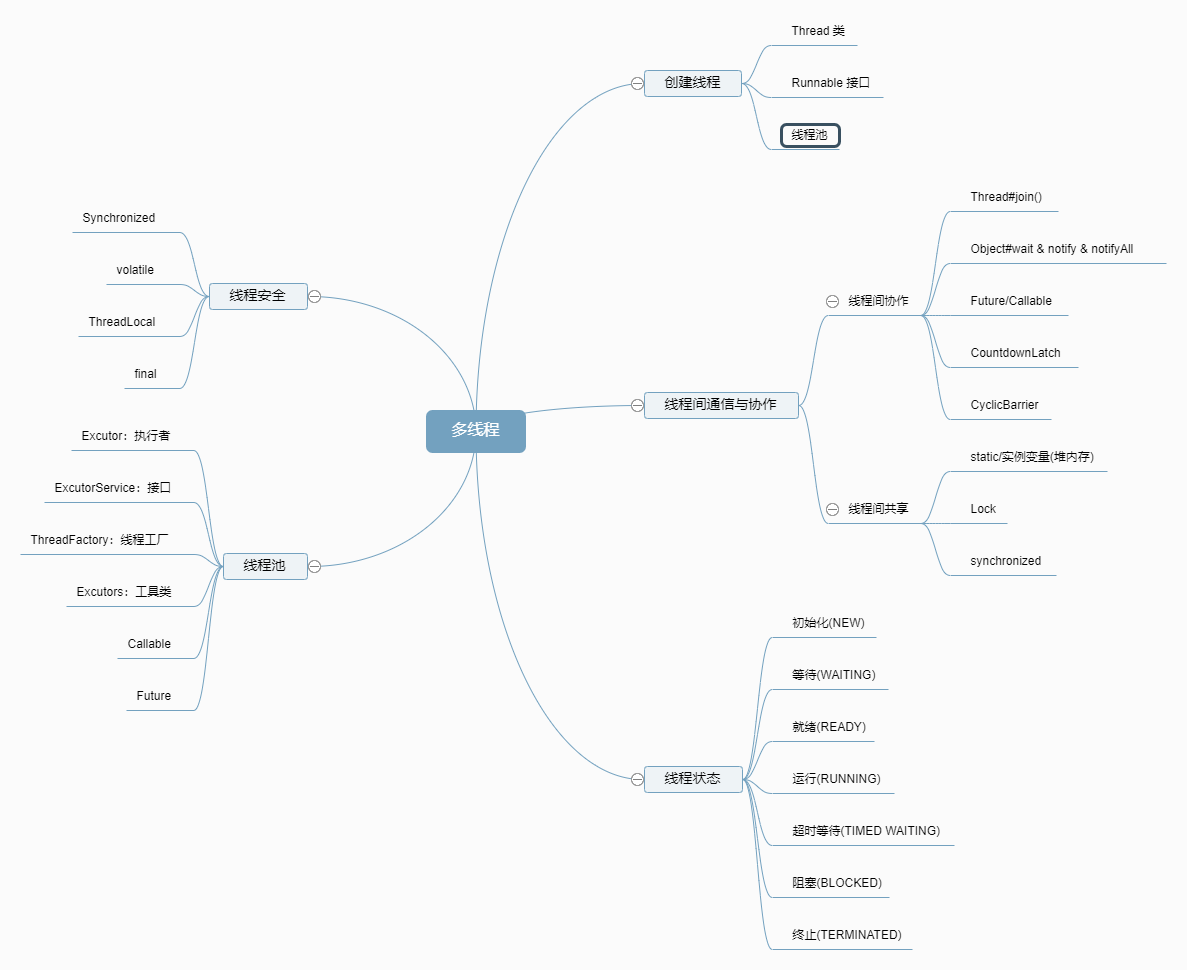 多线程
创建线程
Thread 类
Runnable 接口
线程池
线程间通信与协作
线程间协作
Thread#join()
Object#wait & notify & notifyAll
Future/Callable
CountdownLatch
CyclicBarrier
线程间共享
static/实例变量(堆内存)
Lock
synchronized
线程状态
初始化(NEW)
等待(WAITING)
就绪(READY)
运行(RUNNING)
超时等待(TIMED WAITING)
阻塞(BLOCKED)
终止(TERMINATED)
线程安全
Synchronized
volatile
ThreadLocal
final
线程池
Excutor：执行者
ExcutorService：接口
ThreadFactory：线程工厂
Excutors：工具类
Callable
Future